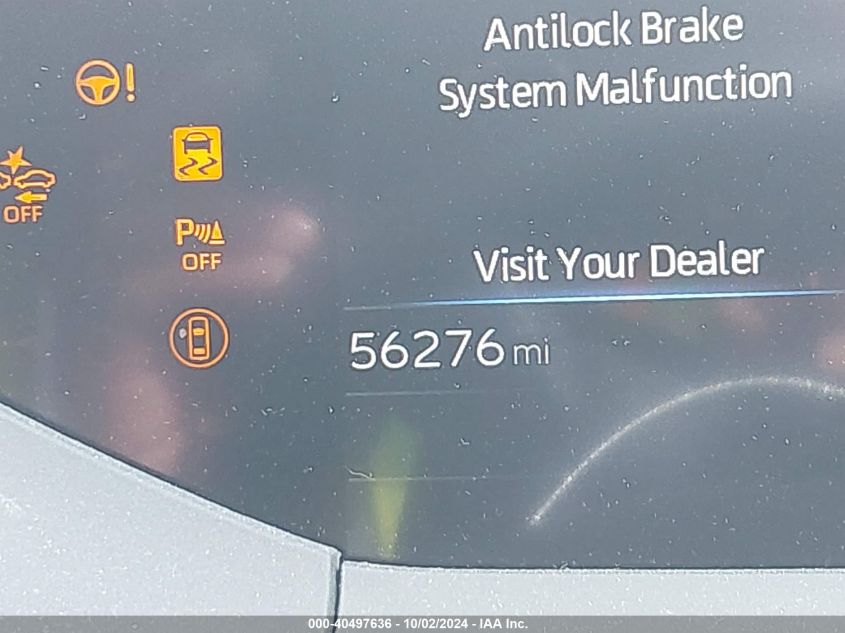 Antilock Brake
System Malfunction
OFF
P
OFF
Visit Your Dealer
56276 mi
000-40497636 - 10/02/2024 - IAA Inc.